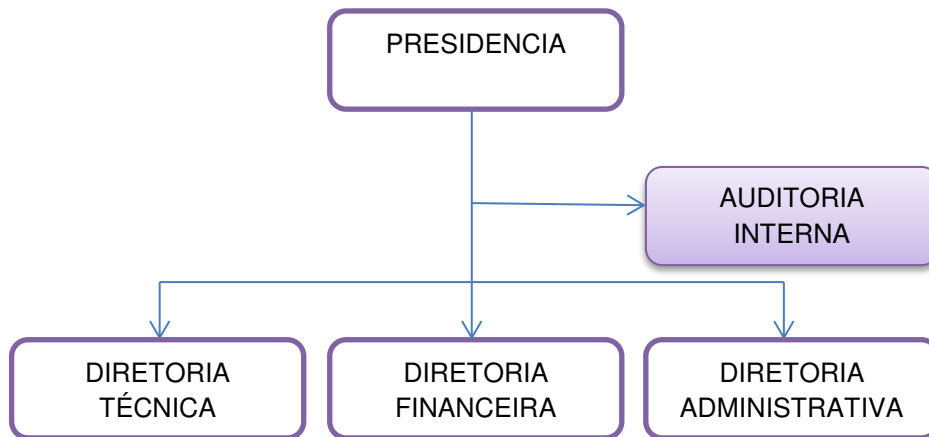 PRESIDENCIA
AUDITORIA
INTERNA
DIRETORIA
TÉCNICA
DIRETORIA
FINANCEIRA
DIRETORIA
ADMINISTRATIVA